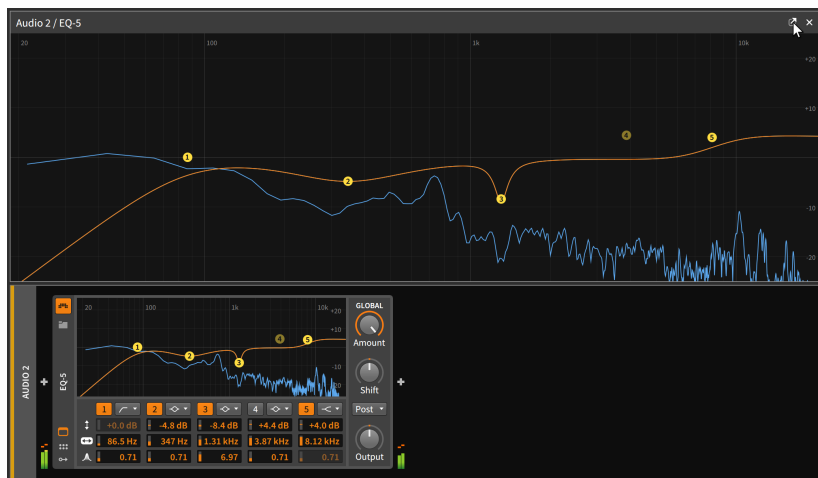 Audio 2 / EQ-5
20 100 1k 10k
+20
+10
-10
-20
1 2 3 4 5
AUDIO 2
EQ-5
20 100 1k 10k +20
+10
-10
-20
1 2 3 4 5
GLOBAL
Amount
Shift
Post
Output
1 2 3 4 5
+0.0 dB -4.8 dB -8.4 dB +4.4 dB +4.0 dB
86.5 Hz 347 Hz 1.31 kHz 3.87 kHz 8.12 kHz
0.71 0.71 6.97 0.71 0.71